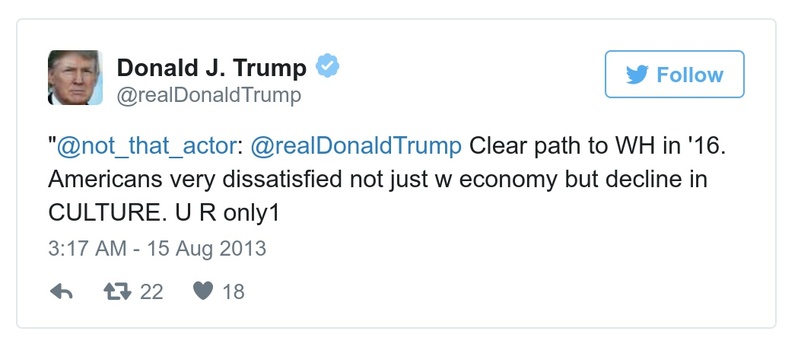 Donald J. Trump
@realDonaldTrump
Follow
"@not_that_actor: @realDonaldTrump Clear path to WH in '16.
Americans very dissatisfied not just w economy but decline in
CULTURE. U R only1
3:17 AM - 15 Aug 2013
22 18